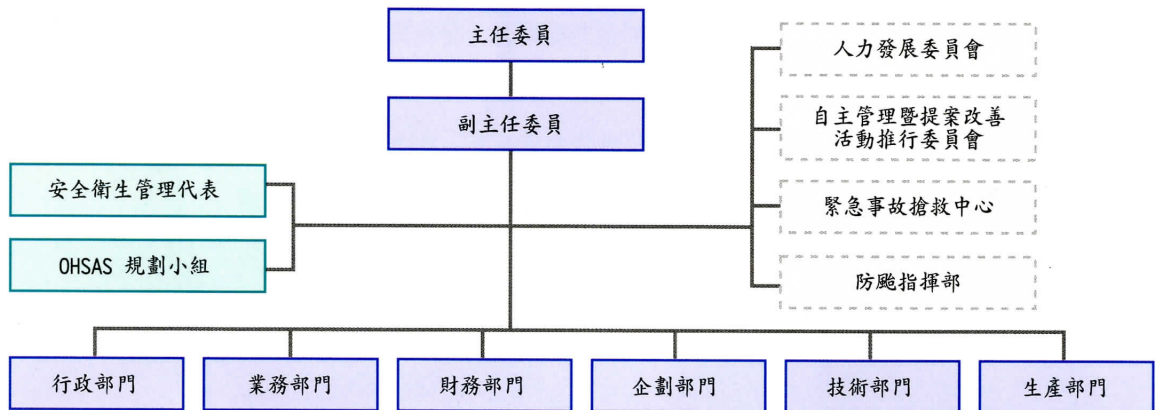 主任委員
副主任委員
安全衛生管理代表
OHSAS 規劃小組
人力發展委員會
自主管理暨提案改善
活動推行委員會
緊急事故搶救中心
防颱指揮部
行政部門
業務部門
財務部門
企劃部門
技術部門
生產部門